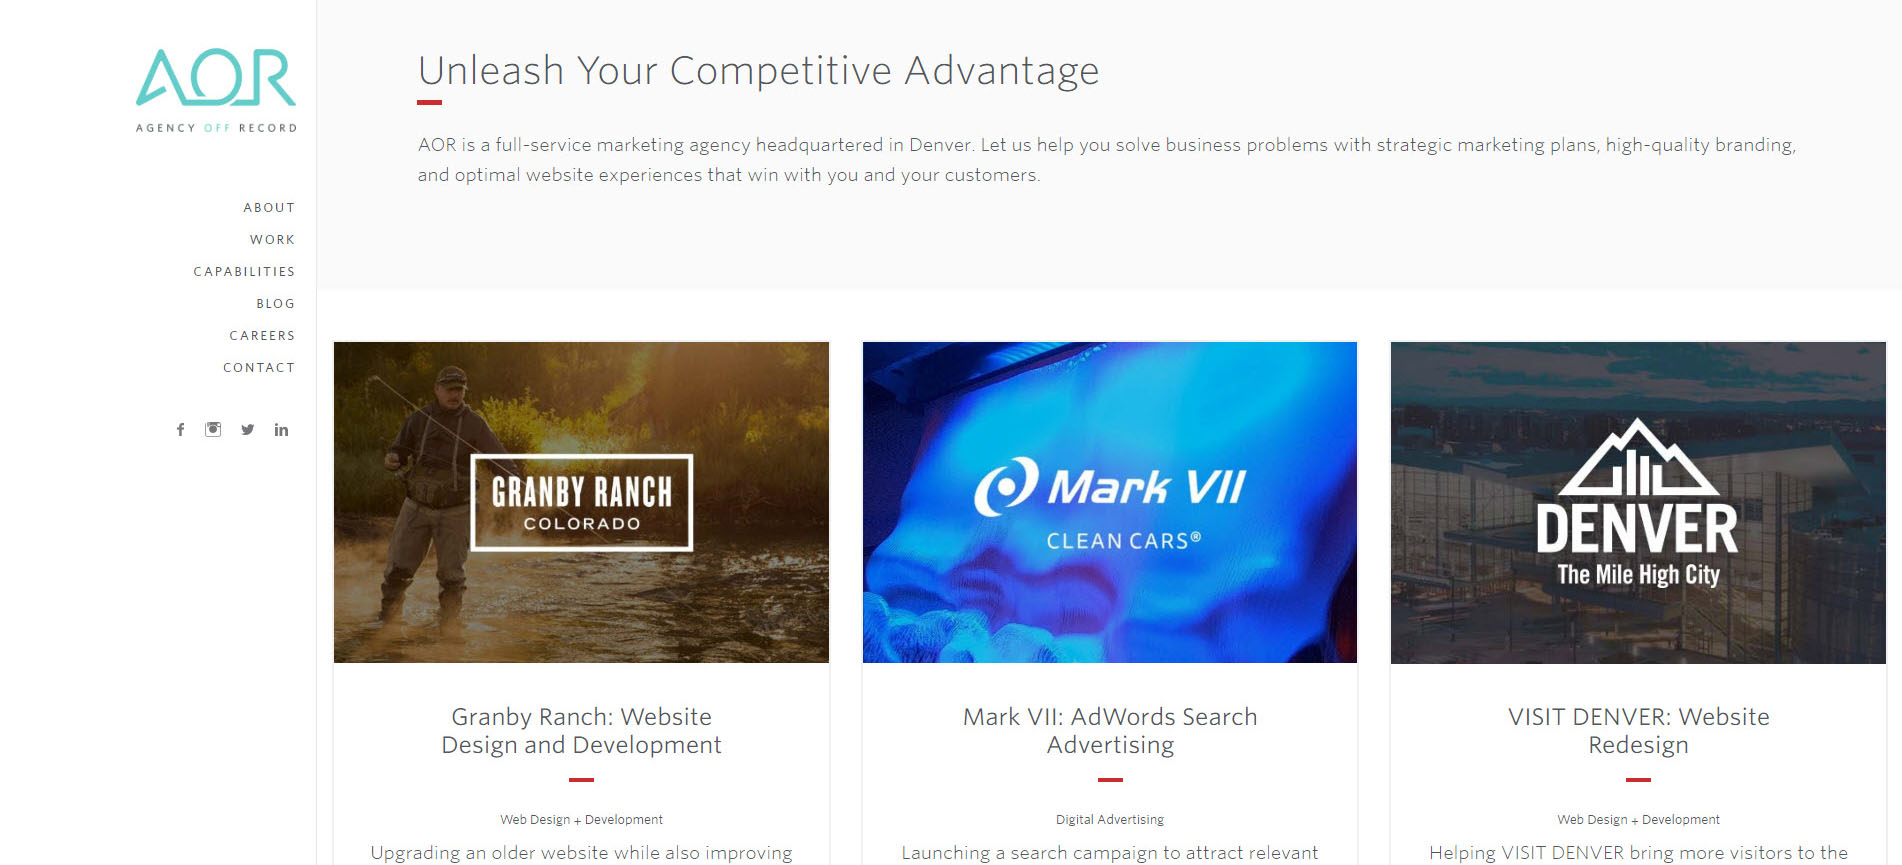 AOR
AGENCY OFF RECORD
ABOUT
WORK
CAPABILITIES
BLOG
CAREERS
CONTACT
Unleash Your Competitive Advantage
AOR is a full-service marketing agency headquartered in Denver. Let us help you solve business problems with strategic marketing plans, high-quality branding,
and optimal website experiences that win with you and your customers.
GRANBY RANCH
COLORADO
Granby Ranch: Website
Design and Development
Web Design + Development
Upgrading an older website while also improving
Mark VII
CLEAN CARS®
Mark VII: AdWords Search
Advertising
Digital Advertising
Launching a search campaign to attract relevant
DENVER
The Mile High City
VISIT DENVER: Website
Redesign
Web Design + Development
Helping VISIT DENVER bring more visitors to the